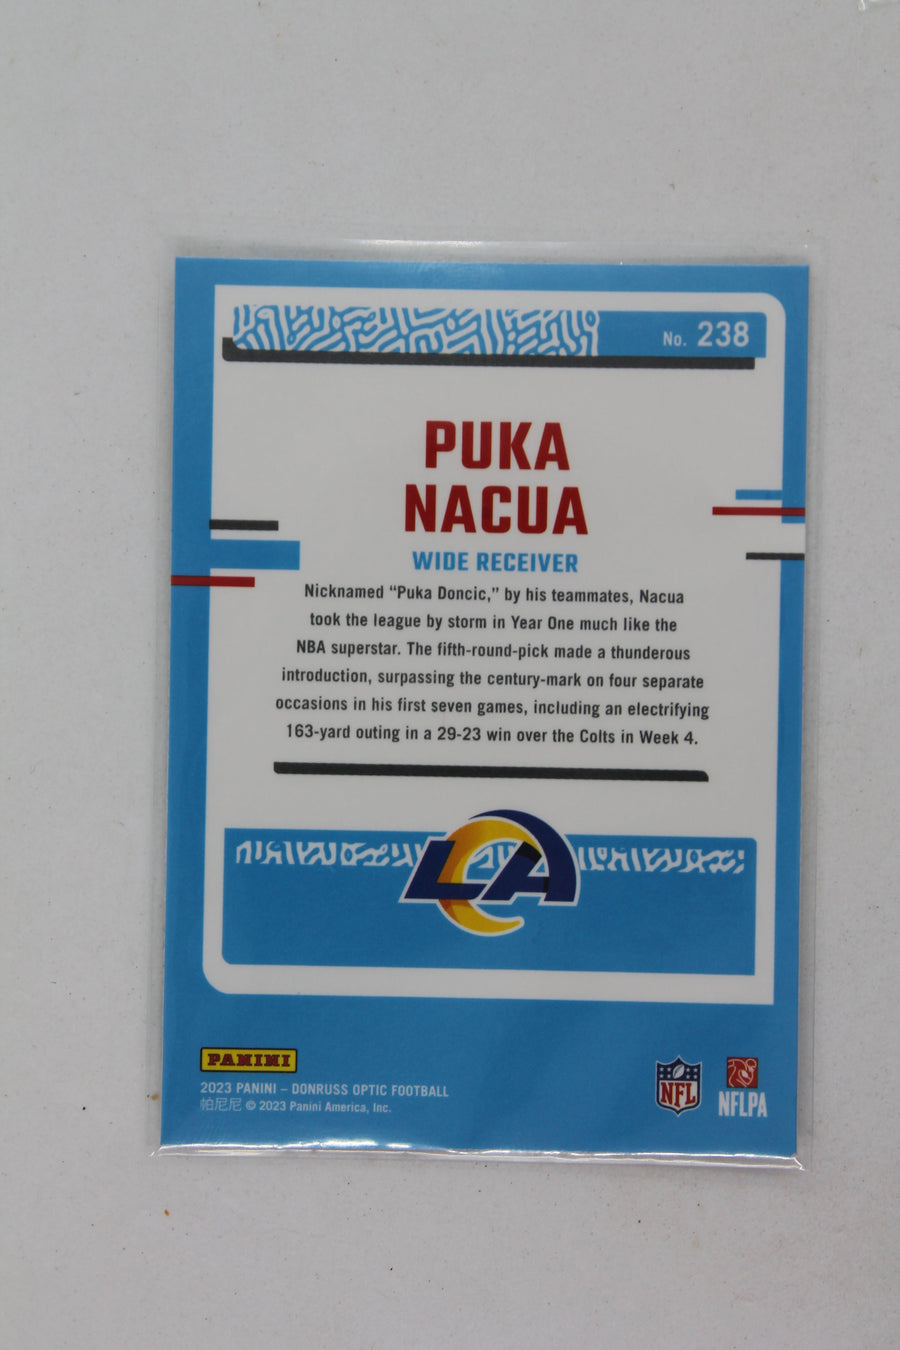 No. 238
PUKA
NACUA
WIDE RECEIVER
Nicknamed “Puka Doncic,” by his teammates, Nacua
took the league by storm in Year One much like the
NBA superstar. The fifth-round-pick made a thunderous
introduction, surpassing the century-mark on four separate
occasions in his first seven games, including an electrifying
163-yard outing in a 29-23 win over the Colts in Week 4.
LA
PANINI
2023 PANINI – DONRUSS OPTIC FOOTBALL
帕尼尼 © 2023 Panini America, Inc.
NFL
NFLPA